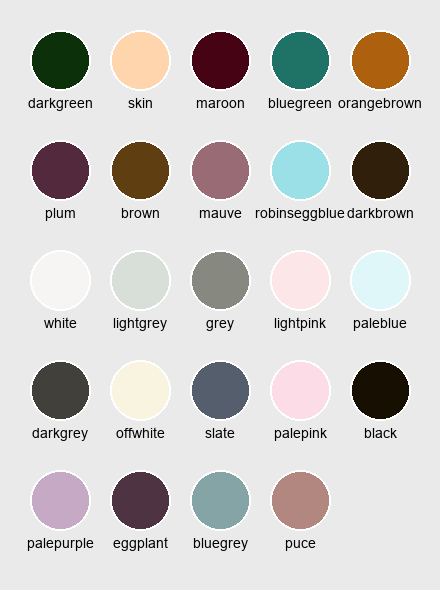 darkgreen skin maroon bluegreen orangebrown
plum brown mauve robinseggblue darkbrown
white lightgrey grey lightpink paleblue
darkgrey offwhite slate palepink black
palepurple eggplant bluegrey puce